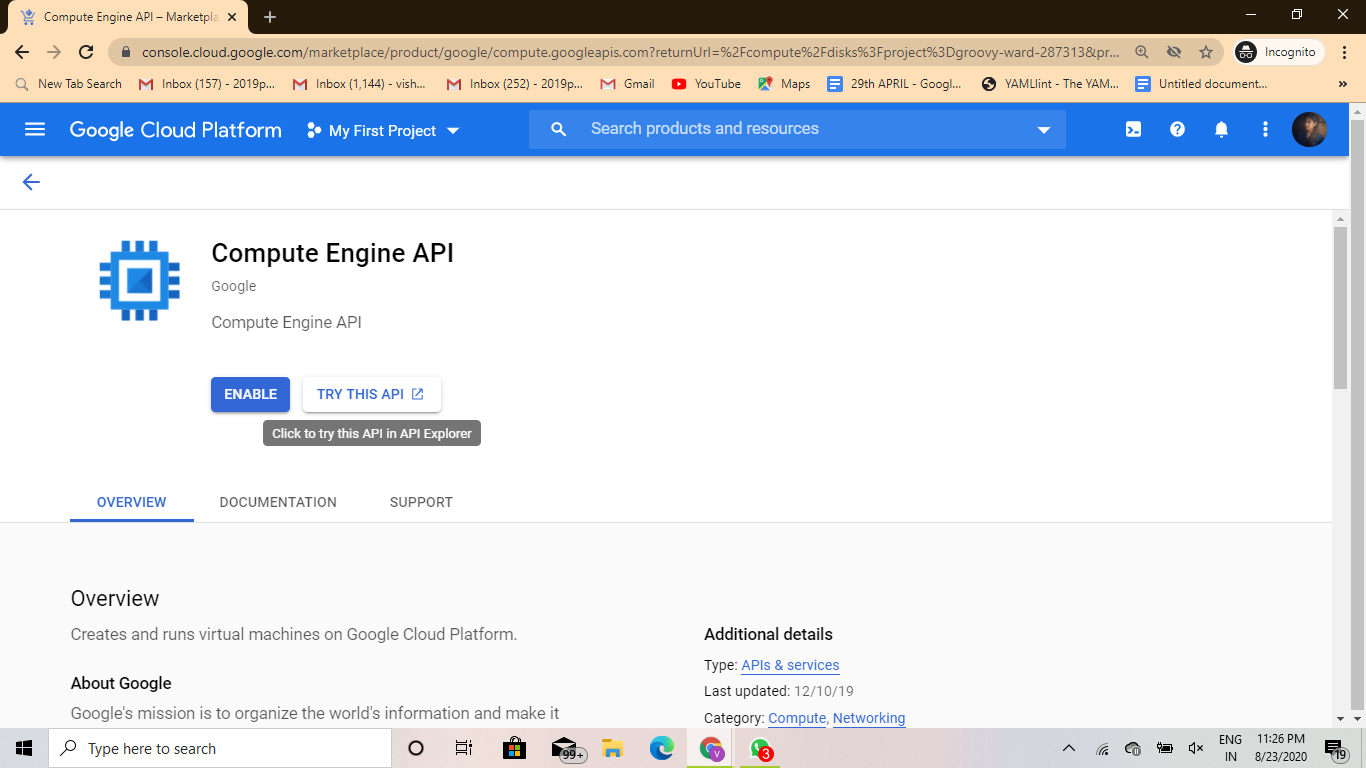 Compute Engine API – Marketpla
console.cloud.google.com/marketplace/product/google/compute.googleapis.com?returnUrl=%2Fcompute%2Fdisks%3Fproject%3Dgroovy-ward-287313&pr...
Incognito
New Tab Search
Inbox (157) - 2019p...
Inbox (1,144) - vish...
Inbox (252) - 2019p...
Gmail
YouTube
Maps
29th APRIL - Googl...
YAMLlint - The YAM...
Untitled document...
»
Google Cloud Platform
My First Project
Search products and resources
Compute Engine API
Google
Compute Engine API
ENABLE
TRY THIS API
Click to try this API in API Explorer
OVERVIEW
DOCUMENTATION
SUPPORT
Overview
Creates and runs virtual machines on Google Cloud Platform.
About Google
Google's mission is to organize the world's information and make it
Additional details
Type: APIs & services
Last updated: 12/10/19
Category: Compute, Networking
Type here to search
99+
V
3
ENG
IN
11:26 PM
8/23/2020
19